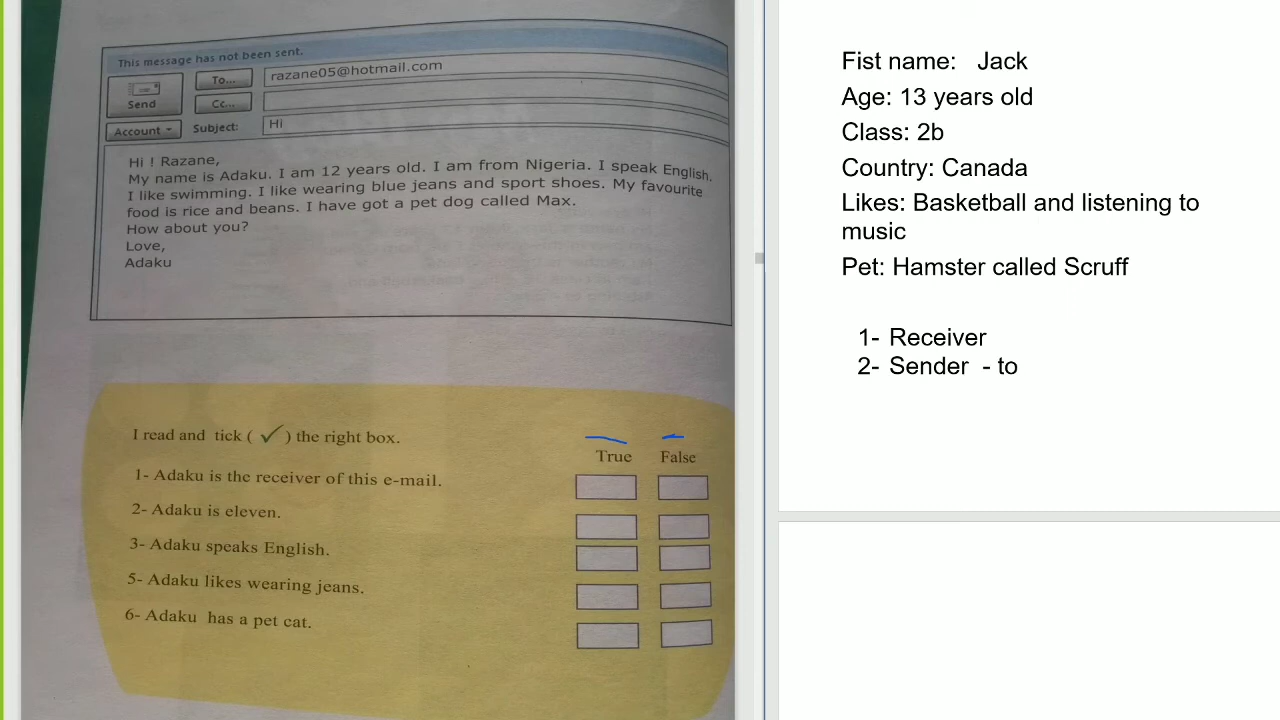 This message has not been sent.
To...
razane05@hotmail.com
Send
Cc...
Account
Subject:
Hi
Hi ! Razane,
My name is Adaku. I am 12 years old. I am from Nigeria. I speak English.
I like swimming. I like wearing blue jeans and sport shoes. My favourite
food is rice and beans. I have got a pet dog called Max.
How about you?
Love,
Adaku
I read and tick ( ✓ ) the right box.
True False
1- Adaku is the receiver of this e-mail.
2- Adaku is eleven.
3- Adaku speaks English.
5- Adaku likes wearing jeans.
6- Adaku has a pet cat.
Fist name: Jack
Age: 13 years old
Class: 2b
Country: Canada
Likes: Basketball and listening to
music
Pet: Hamster called Scruff
1- Receiver
2- Sender - to